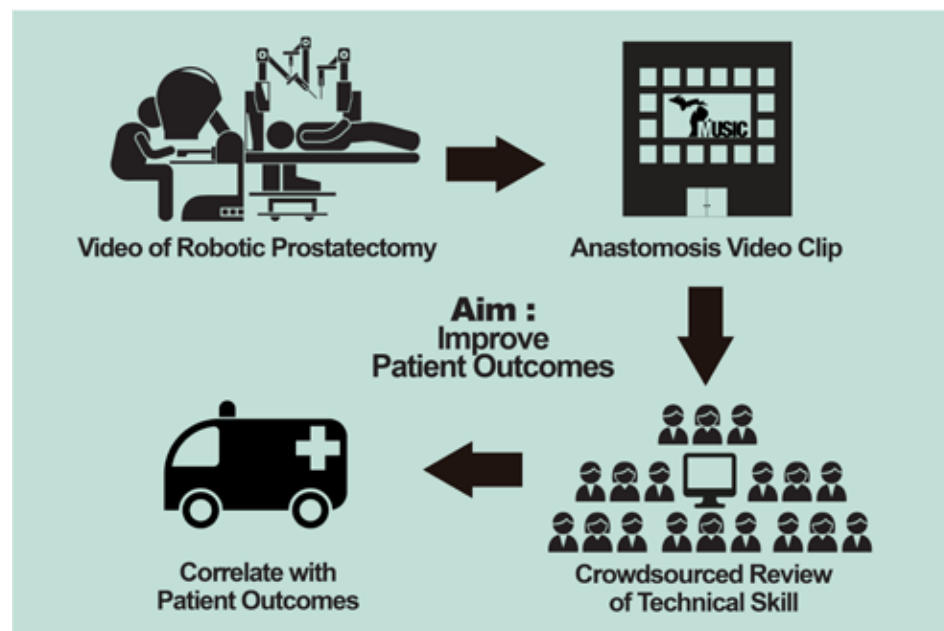 MUSIC
Video of Robotic Prostatectomy
Anastomosis Video Clip
Aim :
Improve
Patient Outcomes
Correlate with
Patient Outcomes
Crowdsourced Review
of Technical Skill